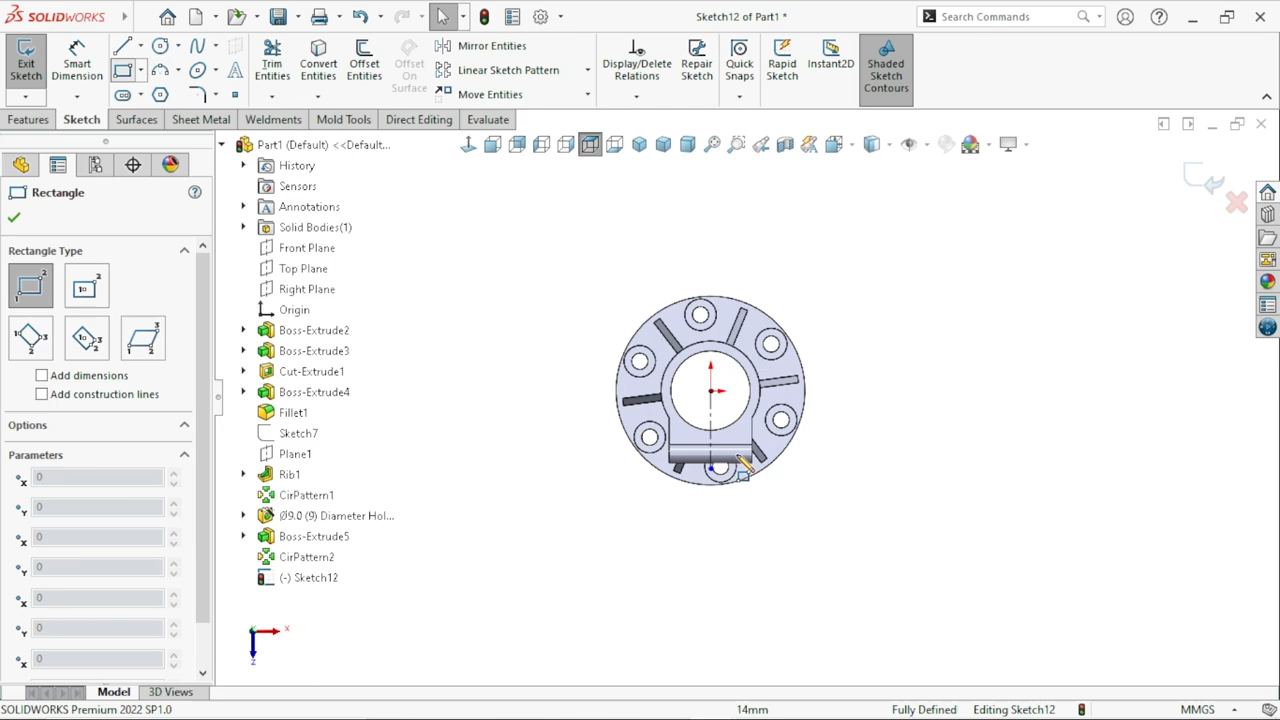 SOLIDWORKS
Sketch12 of Part1 *
Search Commands
Exit Sketch
Smart Dimension
Trim Entities
Convert Entities
Offset Entities
Offset On Surface
Mirror Entities
Linear Sketch Pattern
Move Entities
Display/Delete Relations
Repair Sketch
Quick Snaps
Rapid Sketch
Instant2D
Shaded Sketch Contours
Features
Sketch
Surfaces
Sheet Metal
Weldments
Mold Tools
Direct Editing
Evaluate
Rectangle
Rectangle Type
Add dimensions
Add construction lines
Options
Parameters
0
0
0
0
0
0
0
Part1 (Default) <<Default...
History
Sensors
Annotations
Solid Bodies(1)
Front Plane
Top Plane
Right Plane
Origin
Boss-Extrude2
Boss-Extrude3
Cut-Extrude1
Boss-Extrude4
Fillet1
Sketch7
Plane1
Rib1
CirPattern1
Ø9.0 (9) Diameter Hol...
Boss-Extrude5
CirPattern2
(-) Sketch12
x
z
Model
3D Views
SOLIDWORKS Premium 2022 SP1.0
14mm
Fully Defined
Editing Sketch12
MMGS